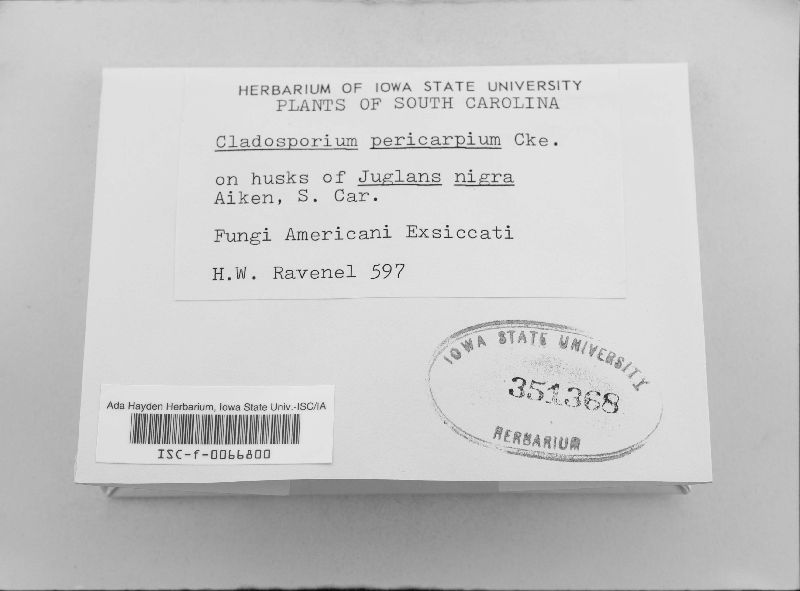 HERBARIUM OF IOWA STATE UNIVERSITY
PLANTS OF SOUTH CAROLINA
Cladosporium pericarpium Cke.
on husks of Juglans nigra
Aiken, S. Car.
Fungi Americani Exsiccati
H.W. Ravenel 597
IOWA STATE UNIVERSITY
351368
HERBARIUM
Ada Hayden Herbarium, Iowa State Univ.-ISC/IA
ISC-f-0066800